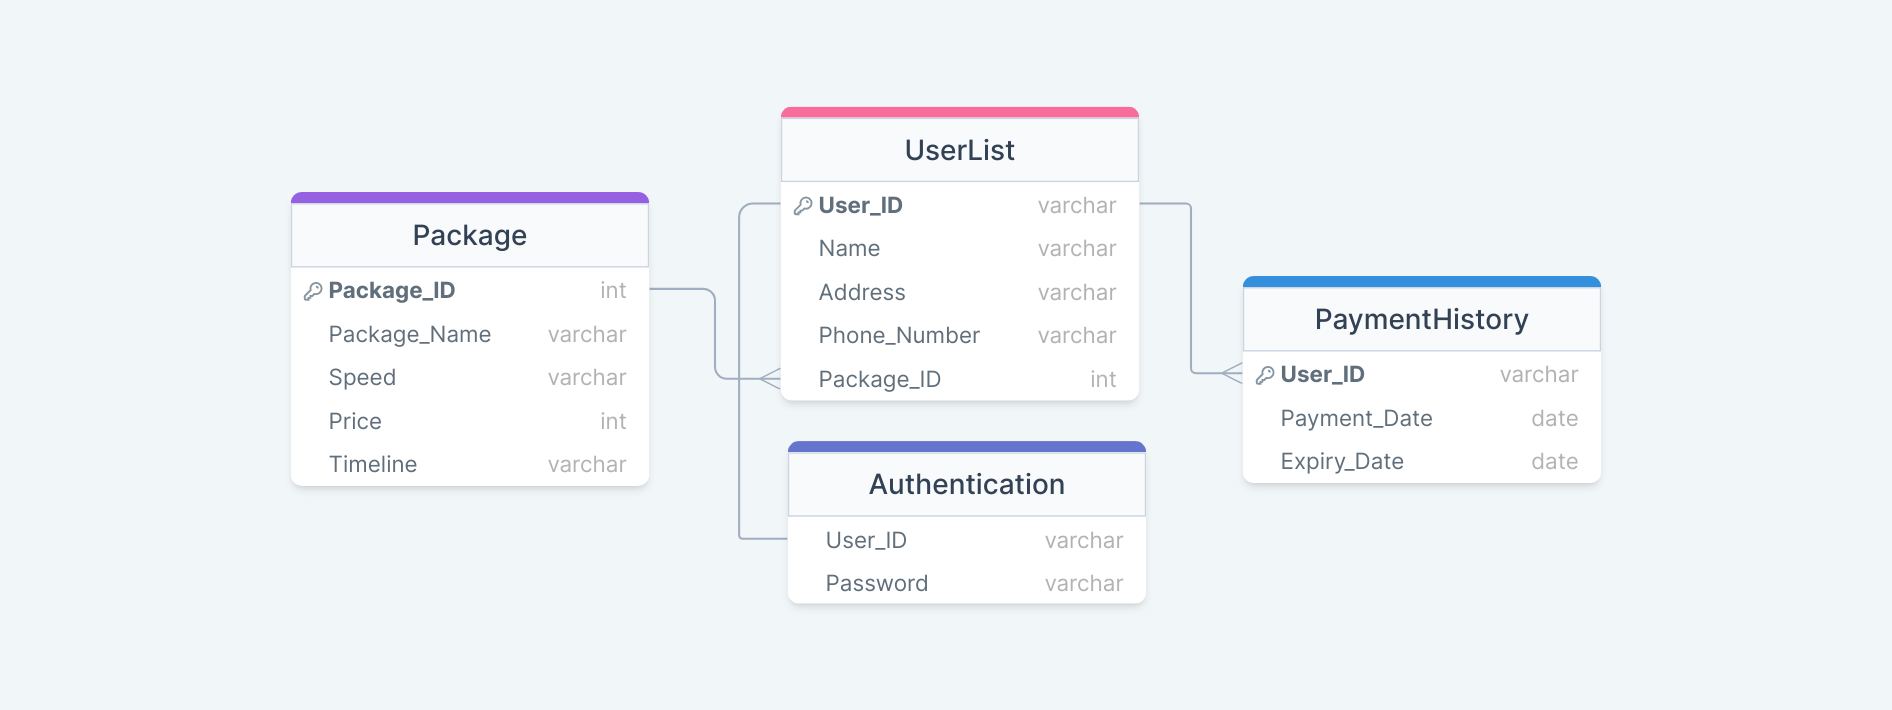 Package
Package_ID int
Package_Name varchar
Speed varchar
Price int
Timeline varchar
UserList
User_ID varchar
Name varchar
Address varchar
Phone_Number varchar
Package_ID int
Authentication
User_ID varchar
Password varchar
PaymentHistory
User_ID varchar
Payment_Date date
Expiry_Date date